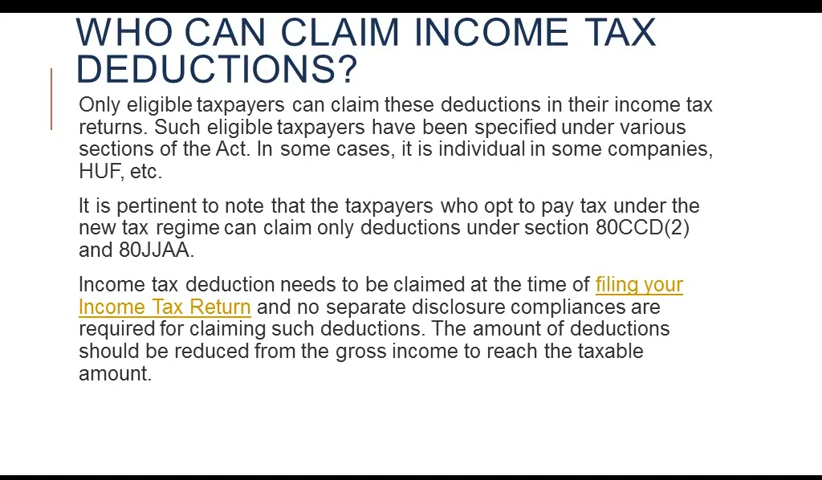 WHO CAN CLAIM INCOME TAX
DEDUCTIONS?
Only eligible taxpayers can claim these deductions in their income tax
returns. Such eligible taxpayers have been specified under various
sections of the Act. In some cases, it is individual in some companies,
HUF, etc.
It is pertinent to note that the taxpayers who opt to pay tax under the
new tax regime can claim only deductions under section 80CCD(2)
and 80JJAA.
Income tax deduction needs to be claimed at the time of filing your
Income Tax Return and no separate disclosure compliances are
required for claiming such deductions. The amount of deductions
should be reduced from the gross income to reach the taxable
amount.